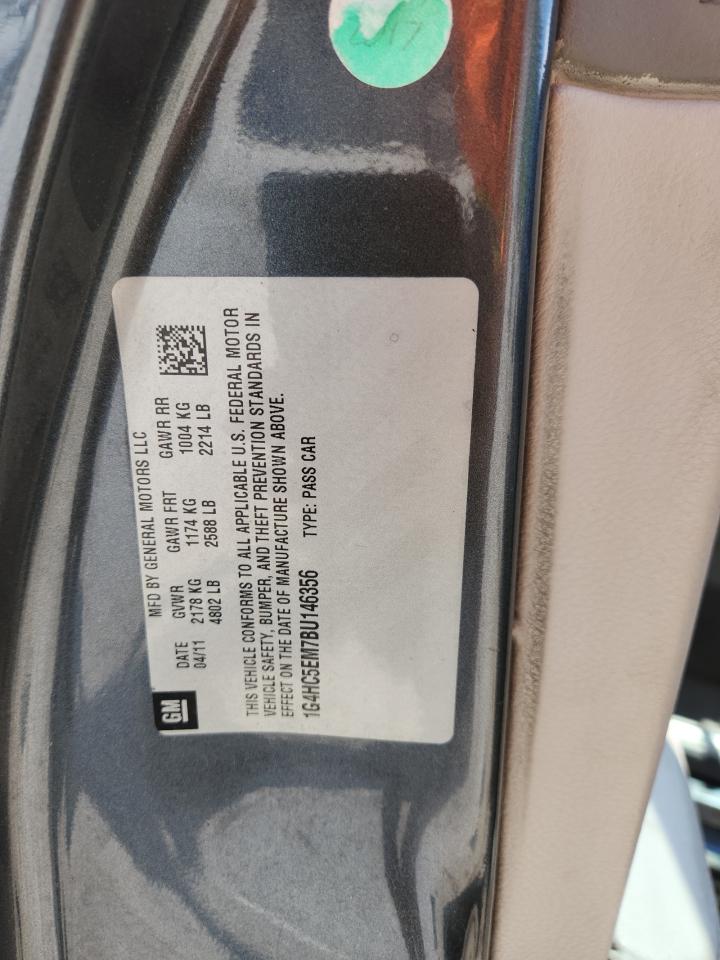 2017
GM
MFD BY GENERAL MOTORS LLC
DATE GVWR GAWR FRT GAWR RR
04/11 2178 KG 1174 KG 1004 KG
4802 LB 2588 LB 2214 LB
THIS VEHICLE CONFORMS TO ALL APPLICABLE U.S. FEDERAL MOTOR
VEHICLE SAFETY, BUMPER, AND THEFT PREVENTION STANDARDS IN
EFFECT ON THE DATE OF MANUFACTURE SHOWN ABOVE.
1G4HC5EM7BU146356 TYPE: PASS CAR